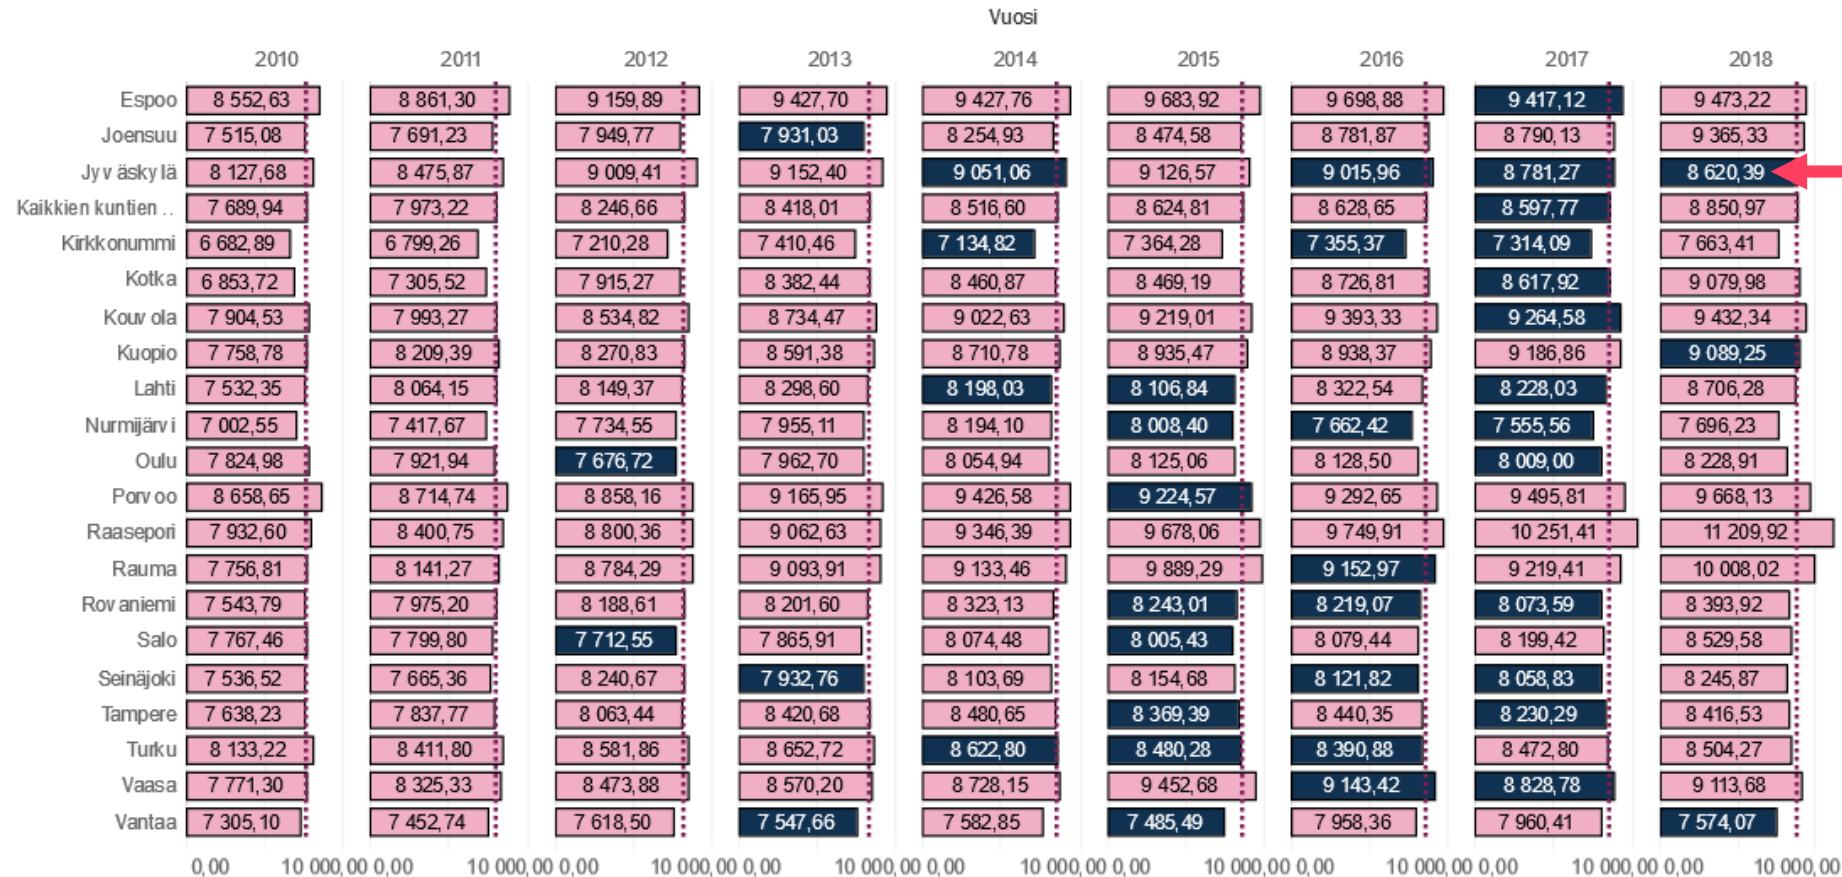 Vuosi
2010 2011 2012 2013 2014 2015 2016 2017 2018
Espoo 8 552,63 8 861,30 9 159,89 9 427,70 9 427,76 9 683,92 9 698,88 9 417,12 9 473,22
Joensuu 7 515,08 7 691,23 7 949,77 7 931,03 8 254,93 8 474,58 8 781,87 8 790,13 9 365,33
Jyväskylä 8 127,68 8 475,87 9 009,41 9 152,40 9 051,06 9 126,57 9 015,96 8 781,27 8 620,39
Kaikkien kuntien .. 7 689,94 7 973,22 8 246,66 8 418,01 8 516,60 8 624,81 8 628,65 8 597,77 8 850,97
Kirkkonummi 6 682,89 6 799,26 7 210,28 7 410,46 7 134,82 7 364,28 7 355,37 7 314,09 7 663,41
Kotka 6 853,72 7 305,52 7 915,27 8 382,44 8 460,87 8 469,19 8 726,81 8 617,92 9 079,98
Kouvola 7 904,53 7 993,27 8 534,82 8 734,47 9 022,63 9 219,01 9 393,33 9 264,58 9 432,34
Kuopio 7 758,78 8 209,39 8 270,83 8 591,38 8 710,78 8 935,47 8 938,37 9 186,86 9 089,25
Lahti 7 532,35 8 064,15 8 149,37 8 298,60 8 198,03 8 106,84 8 322,54 8 228,03 8 706,28
Nurmijärvi 7 002,55 7 417,67 7 734,55 7 955,11 8 194,10 8 008,40 7 662,42 7 555,56 7 696,23
Oulu 7 824,98 7 921,94 7 676,72 7 962,70 8 054,94 8 125,06 8 128,50 8 009,00 8 228,91
Porvoo 8 658,65 8 714,74 8 858,16 9 165,95 9 426,58 9 224,57 9 292,65 9 495,81 9 668,13
Raasepori 7 932,60 8 400,75 8 800,36 9 062,63 9 346,39 9 678,06 9 749,91 10 251,41 11 209,92
Rauma 7 756,81 8 141,27 8 784,29 9 093,91 9 133,46 9 889,29 9 152,97 9 219,41 10 008,02
Rovaniemi 7 543,79 7 975,20 8 188,61 8 201,60 8 323,13 8 243,01 8 219,07 8 073,59 8 393,92
Salo 7 767,46 7 799,80 7 712,55 7 865,91 8 074,48 8 005,43 8 079,44 8 199,42 8 529,58
Seinäjoki 7 536,52 7 665,36 8 240,67 7 932,76 8 103,69 8 154,68 8 121,82 8 058,83 8 245,87
Tampere 7 638,23 7 837,77 8 063,44 8 420,68 8 480,65 8 369,39 8 440,35 8 230,29 8 416,53
Turku 8 133,22 8 411,80 8 581,86 8 652,72 8 622,80 8 480,28 8 390,88 8 472,80 8 504,27
Vaasa 7 771,30 8 325,33 8 473,88 8 570,20 8 728,15 9 452,68 9 143,42 8 828,78 9 113,68
Vantaa 7 305,10 7 452,74 7 618,50 7 547,66 7 582,85 7 485,49 7 958,36 7 960,41 7 574,07
0,00 10 000,00 0,00 10 000,00 0,00 10 000,00 0,00 10 000,00 0,00 10 000,00 0,00 10 000,00 0,00 10 000,00 0,00 10 000,00 0,00 10 000,00